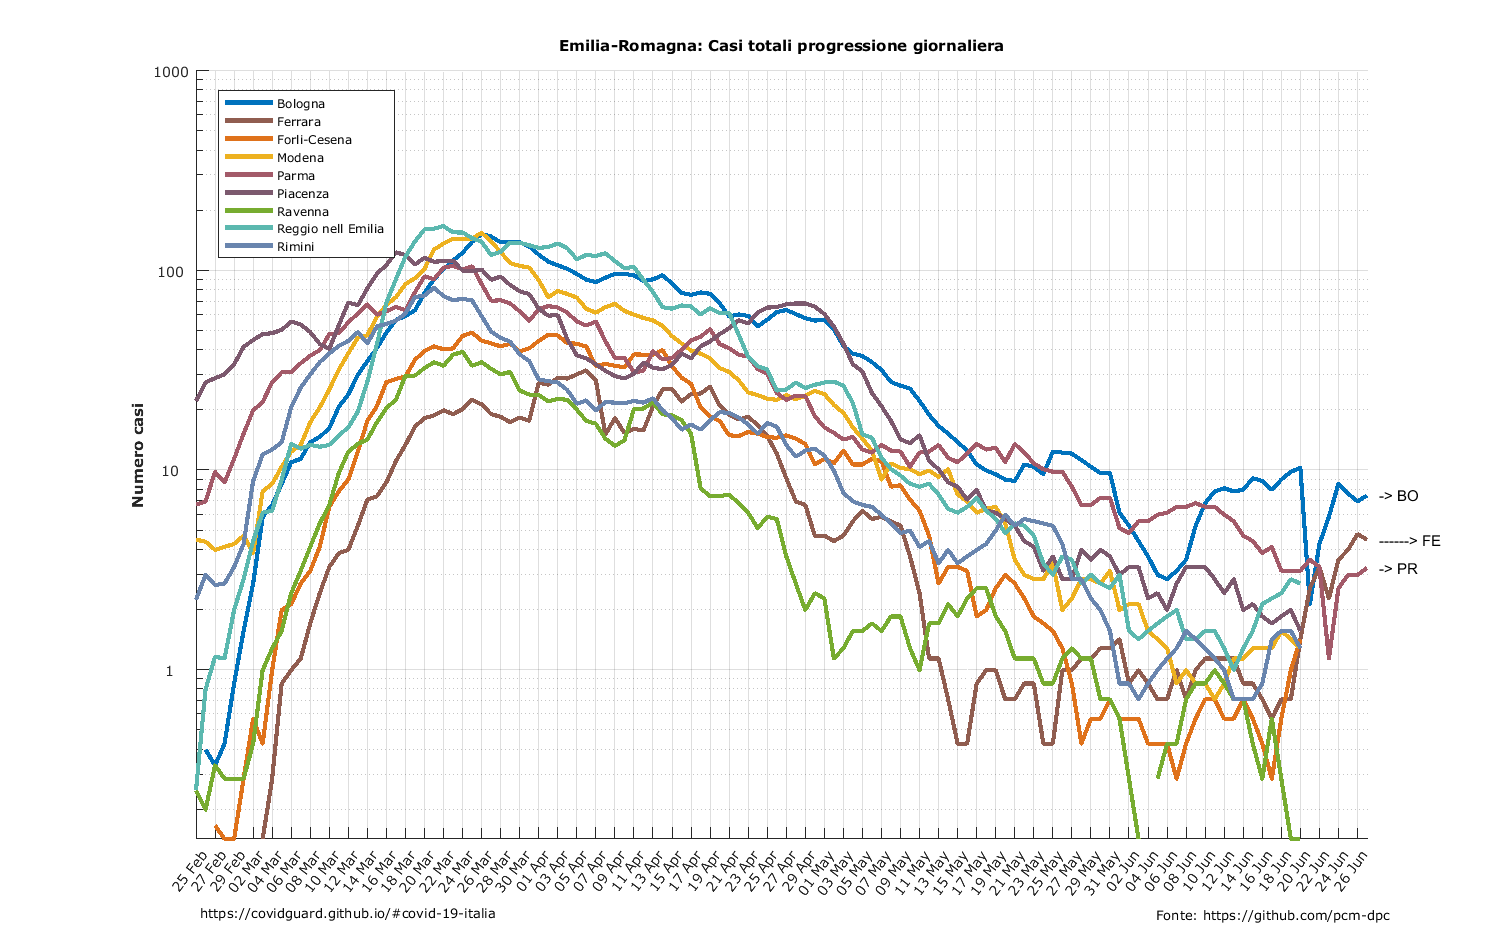 Emilia-Romagna: Casi totali progressione giornaliera
1000
100
10
1
Numero casi
Bologna
Ferrara
Forlì-Cesena
Modena
Parma
Piacenza
Ravenna
Reggio nell Emilia
Rimini
-> BO
------> FE
-> PR
25 Feb
27 Feb
29 Feb
02 Mar
04 Mar
06 Mar
08 Mar
10 Mar
12 Mar
14 Mar
16 Mar
18 Mar
20 Mar
22 Mar
24 Mar
26 Mar
28 Mar
30 Mar
01 Apr
03 Apr
05 Apr
07 Apr
09 Apr
11 Apr
13 Apr
15 Apr
17 Apr
19 Apr
21 Apr
23 Apr
25 Apr
27 Apr
29 Apr
01 May
03 May
05 May
07 May
09 May
11 May
13 May
15 May
17 May
19 May
21 May
23 May
25 May
27 May
29 May
31 May
02 Jun
04 Jun
06 Jun
08 Jun
10 Jun
12 Jun
14 Jun
16 Jun
18 Jun
20 Jun
22 Jun
24 Jun
26 Jun
https://covidguard.github.io/#covid-19-italia
Fonte: https://github.com/pcm-dpc